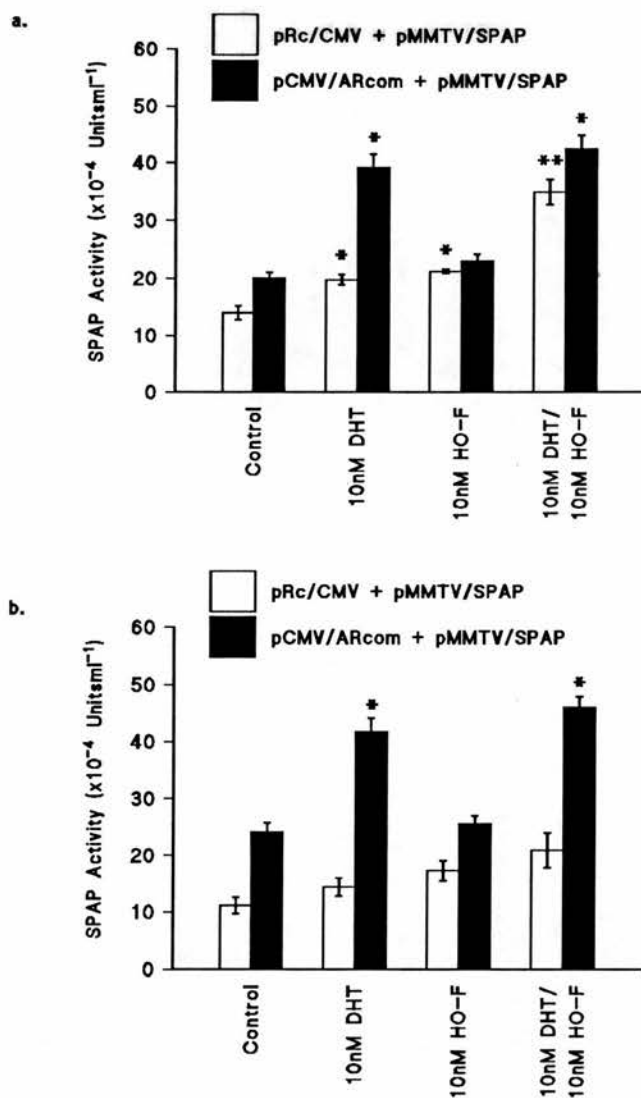 a.
pRc/CMV + pMMTV/SPAP
pCMV/ARcom + pMMTV/SPAP
SPAP Activity (x10⁻⁴ Unitsml⁻¹)
60
50
40
30
20
10
0
*
*
*
**
*
Control
10nM DHT
10nM HO-F
10nM DHT/
10nM HO-F
b.
pRc/CMV + pMMTV/SPAP
pCMV/ARcom + pMMTV/SPAP
SPAP Activity (x10⁻⁴ Unitsml⁻¹)
60
50
40
30
20
10
0
*
*
Control
10nM DHT
10nM HO-F
10nM DHT/
10nM HO-F